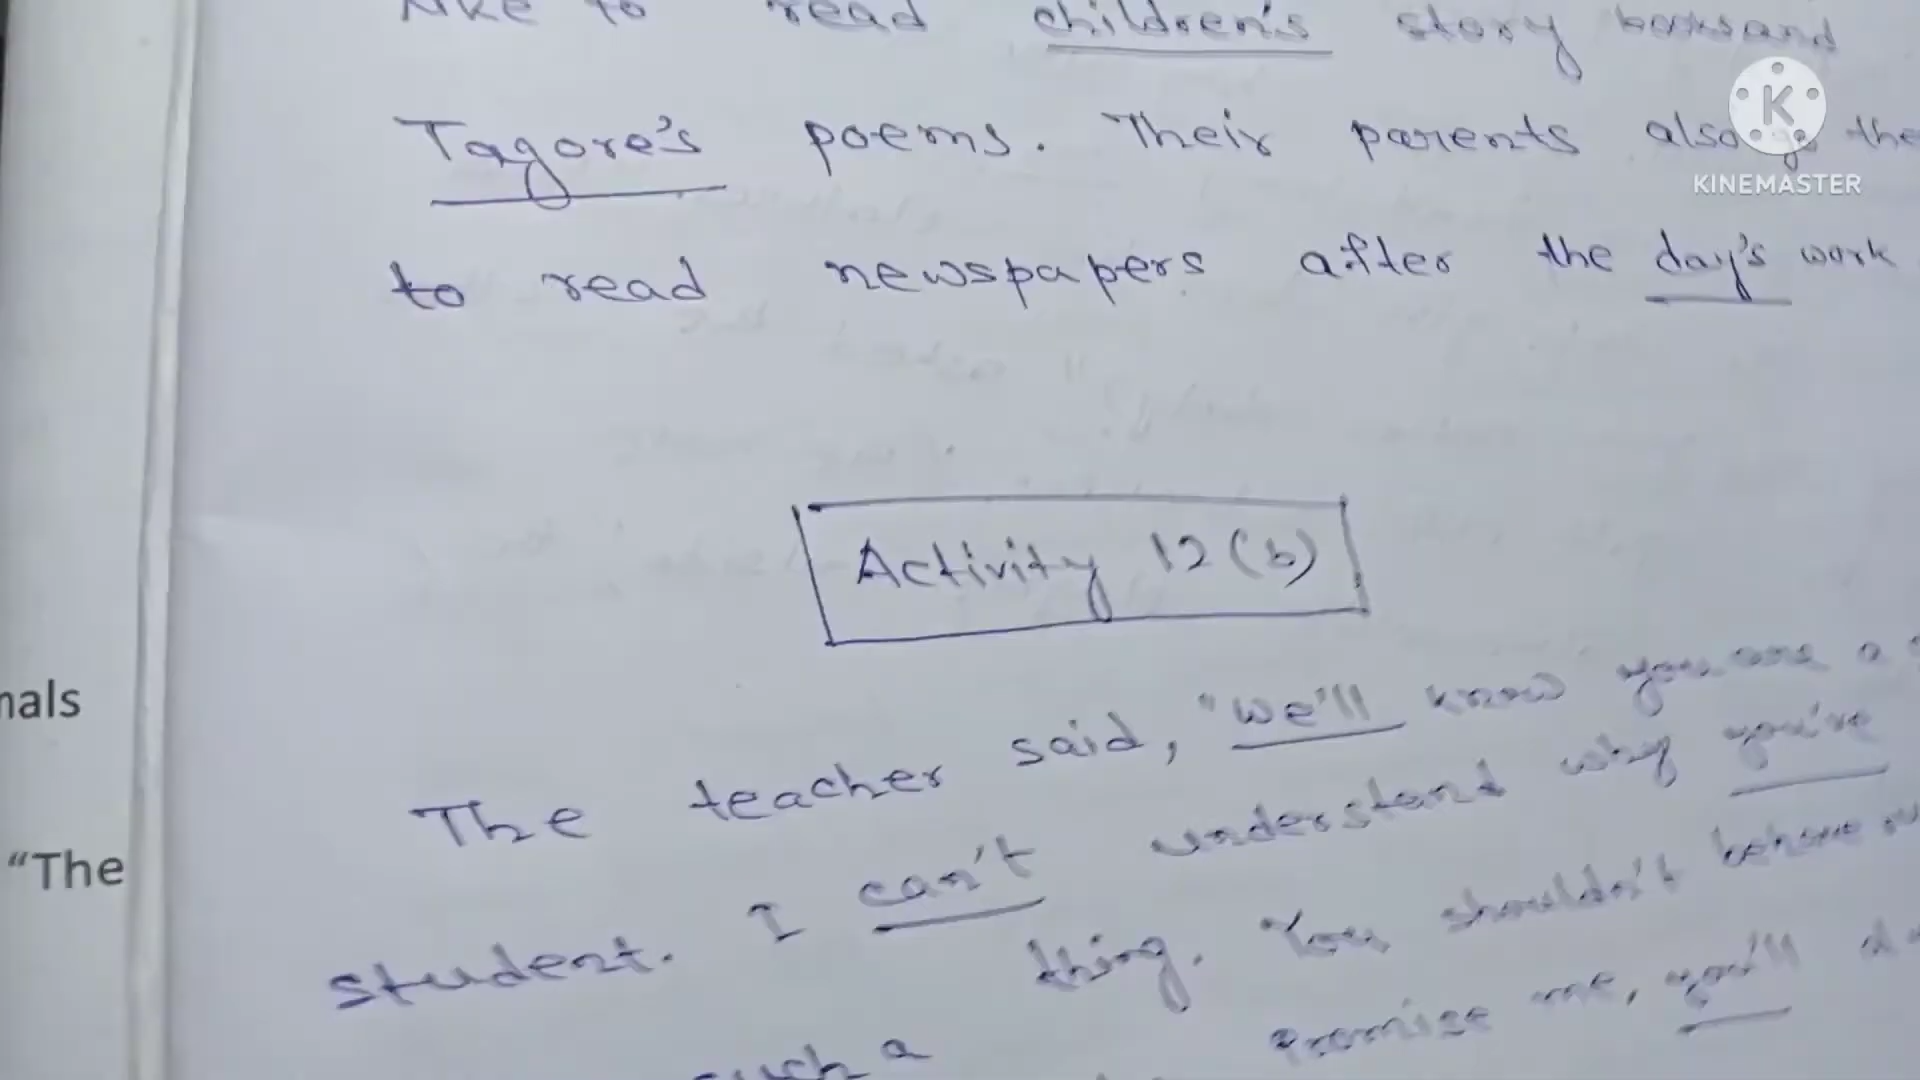 like to read children's story books and
Tagore's poems. Their parents also the
KINEMASTER
to read newspapers after the day's work
Activity 12 (b)
nals
The teacher said, "we'll know you are a
student. I can't understand why you've
"The
such a thing. You shouldn't behave
promise me, you'll